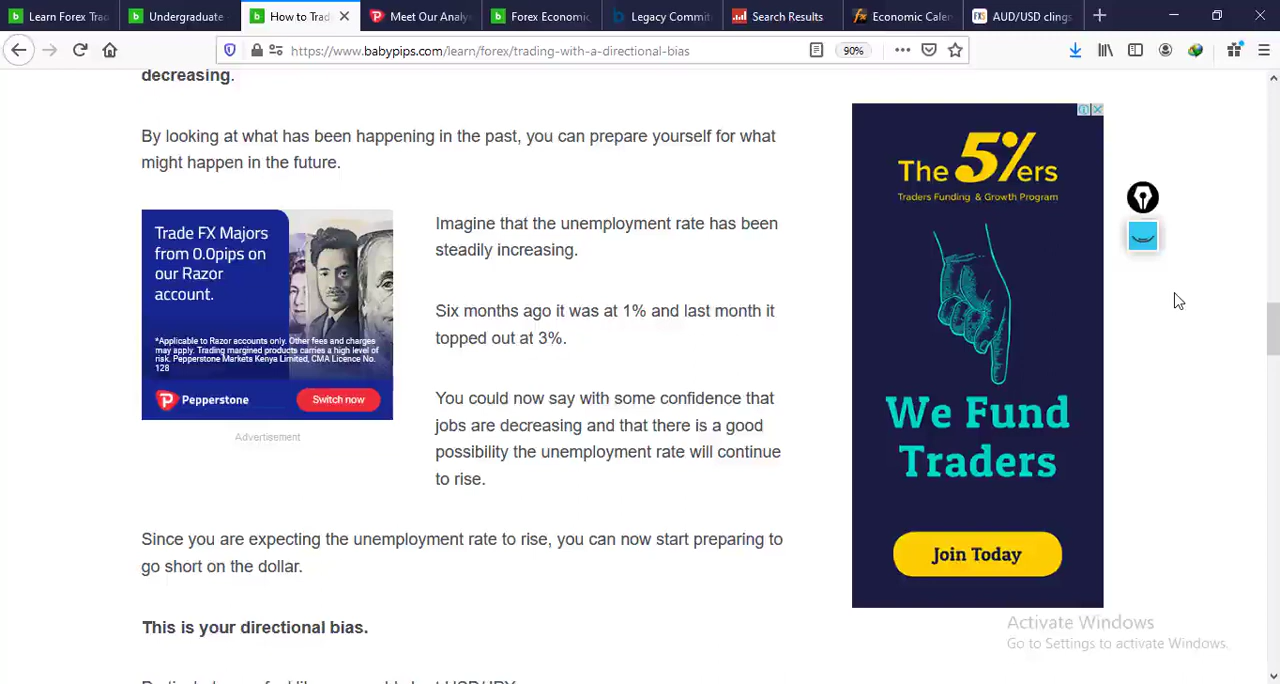 Learn Forex Trad
Undergraduate
How to Trad
Meet Our Analy
Forex Economic
Legacy Commit
Search Results
Economic Calen
AUD/USD clings
https://www.babypips.com/learn/forex/trading-with-a-directional-bias
90%
decreasing.
By looking at what has been happening in the past, you can prepare yourself for what
might happen in the future.
Trade FX Majors
from 0.0pips on
our Razor
account.
*Applicable to Razor accounts only. Other fees and charges
may apply. Trading margined products carries a high level of
risk. Pepperstone Markets Kenya Limited, CMA Licence No.
128
Pepperstone
Switch now
Advertisement
Imagine that the unemployment rate has been
steadily increasing.
Six months ago it was at 1% and last month it
topped out at 3%.
You could now say with some confidence that
jobs are decreasing and that there is a good
possibility the unemployment rate will continue
to rise.
Since you are expecting the unemployment rate to rise, you can now start preparing to
go short on the dollar.
This is your directional bias.
The 5%ers
Traders Funding & Growth Program
We Fund
Traders
Join Today
Activate Windows
Go to Settings to activate Windows.